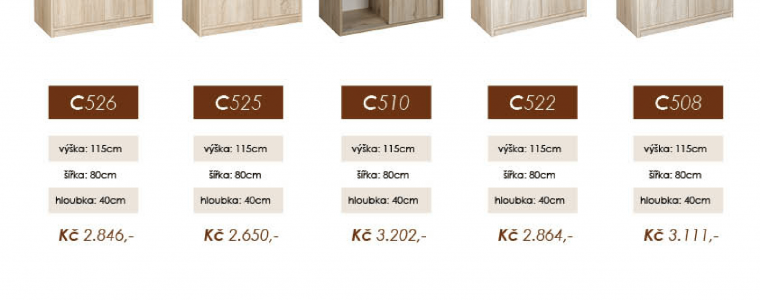 C526 C525 C510 C522 C508
výška: 115cm výška: 115cm výška: 115cm výška: 115cm výška: 115cm
šířka: 80cm šířka: 80cm šířka: 80cm šířka: 80cm šířka: 80cm
hloubka: 40cm hloubka: 40cm hloubka: 40cm hloubka: 40cm hloubka: 40cm
Kč 2.846,- Kč 2.650,- Kč 3.202,- Kč 2.864,- Kč 3.111,-